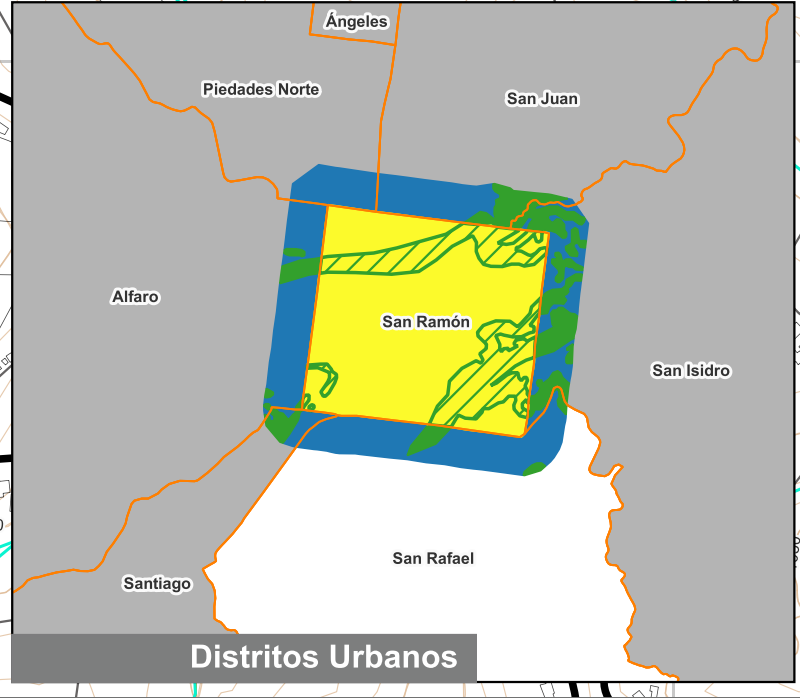 Ángeles
Piedades Norte
San Juan
Alfaro
San Ramón
San Isidro
San Rafael
Santiago
Distritos Urbanos